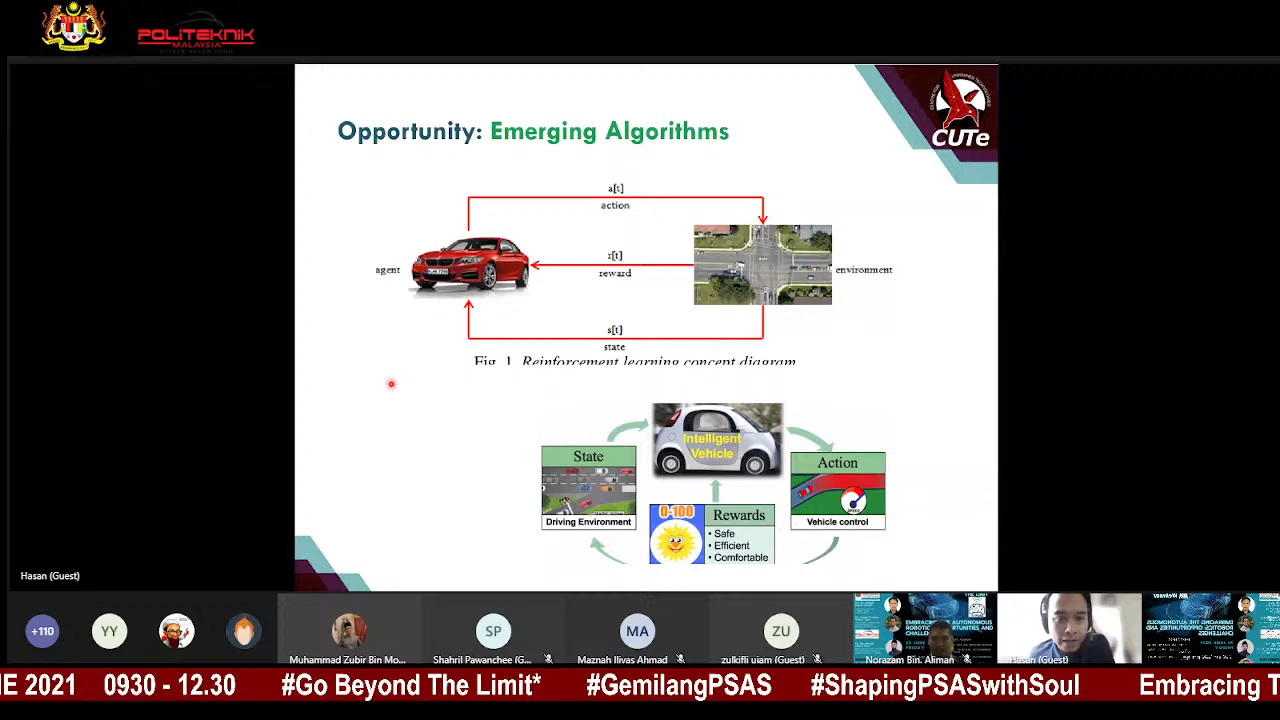 POLITEKNIK
MALAYSIA
CUTe
Opportunity: Emerging Algorithms
a[t]
action
r[t]
reward
agent
environment
s[t]
state
Fig. 1. Reinforcement learning concept diagram
Intelligent
Vehicle
State
Driving Environment
Action
Vehicle control
0-100
Rewards
• Safe
• Efficient
• Comfortable
Hasan (Guest)
+110
YY
SP
MA
ZU
Muhammad Zubir Bin Mo...
Shahril Pawanchee (G...
Maznah Iliyas Ahmad
zulkifli ujam (Guest)
Norazam Bin. Aliman
Hasan (Guest)
NE 2021 0930 - 12.30 #Go Beyond The Limit* #GemilangPSAS #ShapingPSASwithSoul Embracing T